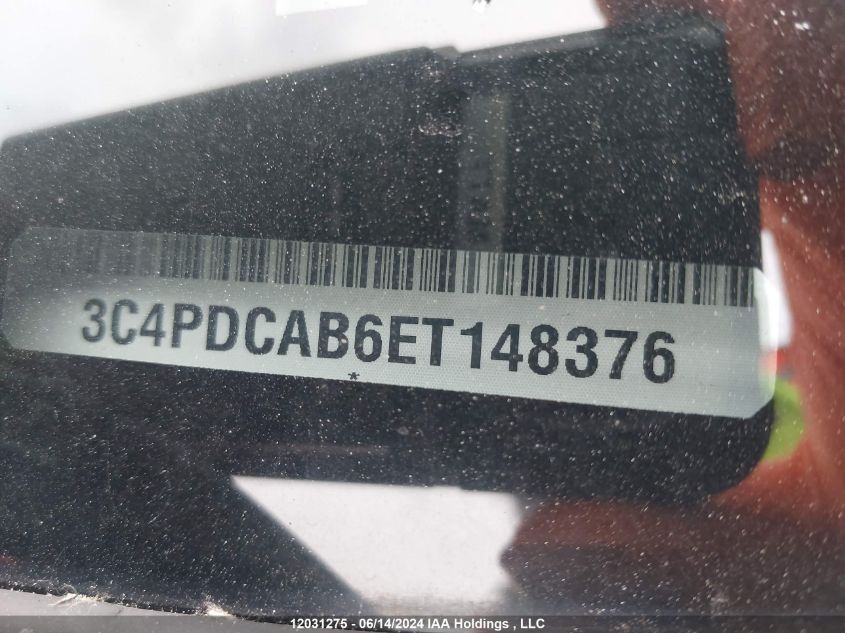 3C4PDCAB6ET148376
*
12031275 - 06/14/2024 IAA Holdings , LLC